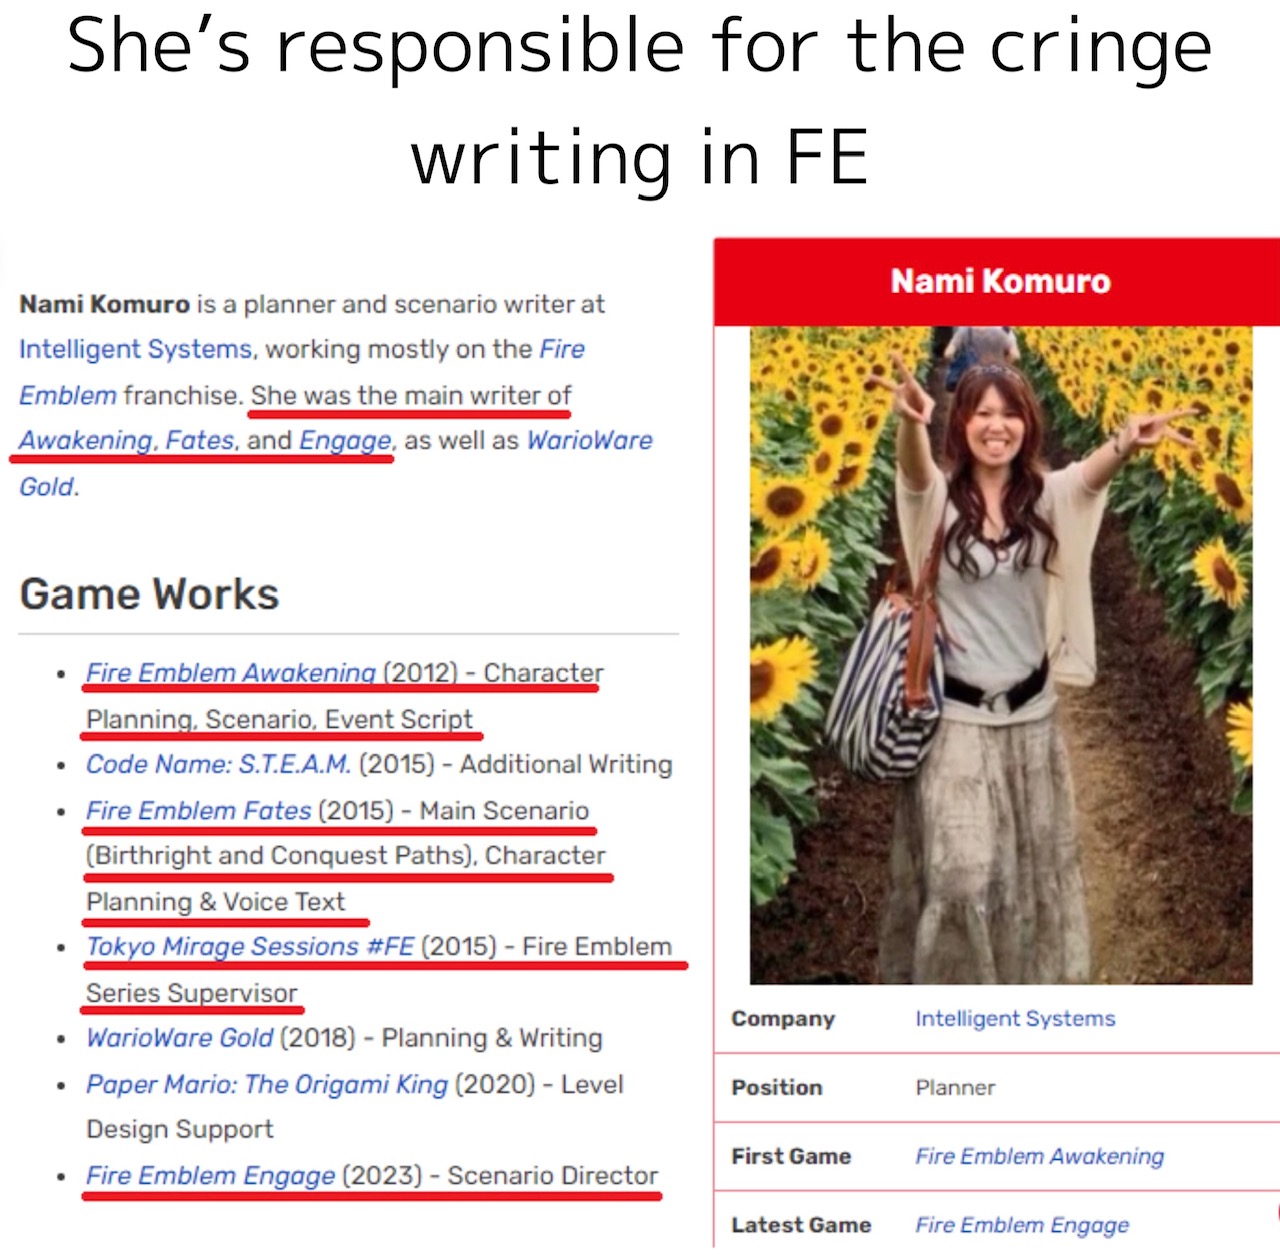 She’s responsible for the cringe
writing in FE
Nami Komuro is a planner and scenario writer at
Intelligent Systems, working mostly on the Fire
Emblem franchise. She was the main writer of
Awakening, Fates, and Engage, as well as WarioWare
Gold.
Game Works
• Fire Emblem Awakening (2012) - Character
Planning, Scenario, Event Script
• Code Name: S.T.E.A.M. (2015) - Additional Writing
• Fire Emblem Fates (2015) - Main Scenario
(Birthright and Conquest Paths), Character
Planning & Voice Text
• Tokyo Mirage Sessions #FE (2015) - Fire Emblem
Series Supervisor
• WarioWare Gold (2018) - Planning & Writing
• Paper Mario: The Origami King (2020) - Level
Design Support
• Fire Emblem Engage (2023) - Scenario Director
Nami Komuro
Company Intelligent Systems
Position Planner
First Game Fire Emblem Awakening
Latest Game Fire Emblem Engage